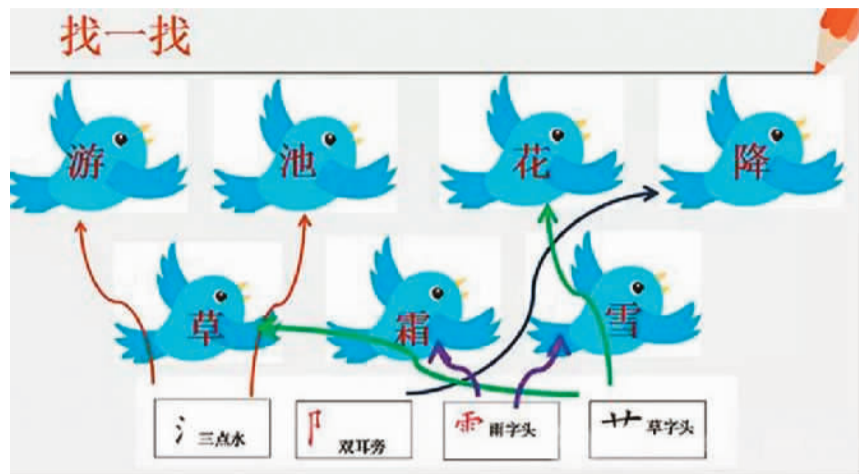 找一找
游 池 花 降
草 霜 雪
氵三点水
阝双耳旁
⻗雨字头
艹草字头